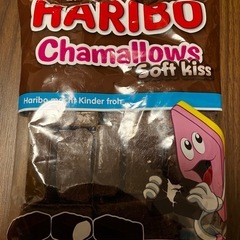 HARIBO
Chamallows
Soft kiss
Haribo macht Kinder froh